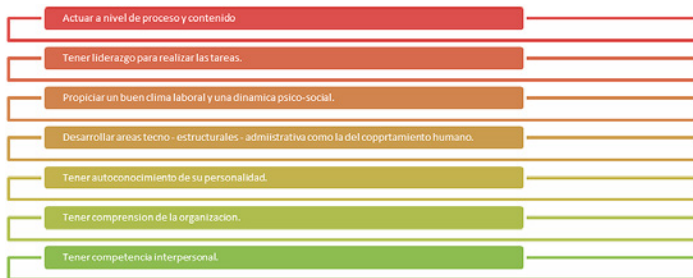 Actuar a nivel de proceso y contenido
Tener liderazgo para realizar las tareas.
Propiciar un buen clima laboral y una dinamica psico-social.
Desarrollar areas tecno - estructurales - admiistrativa como la del copprtamiento humano.
Tener autoconocimiento de su personalidad.
Tener comprension de la organizacion.
Tener competencia interpersonal.